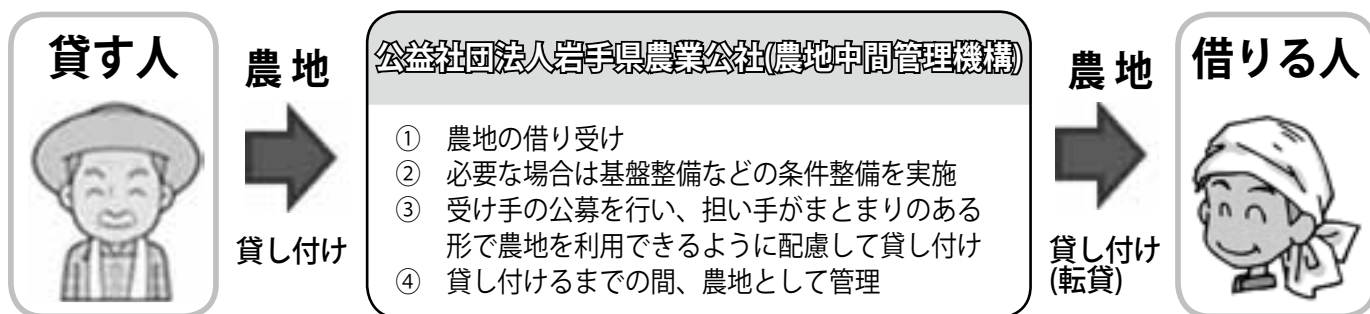 貸す人
農地
貸し付け
公益社団法人岩手県農業公社(農地中間管理機構)
① 農地の借り受け
② 必要な場合は基盤整備などの条件整備を実施
③ 受け手の公募を行い、担い手がまとまりのある
形で農地を利用できるように配慮して貸し付け
④ 貸し付けるまでの間、農地として管理
農地
貸し付け
(転貸)
借りる人